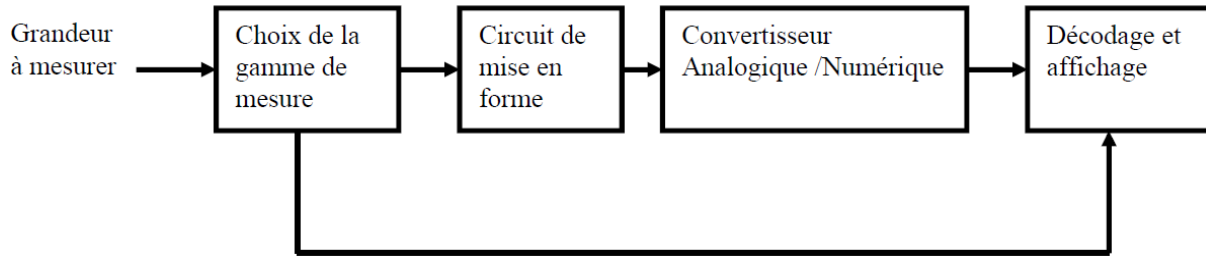 Grandeur
à mesurer
Choix de la
gamme de
mesure
Circuit de
mise en
forme
Convertisseur
Analogique /Numérique
Décodage et
affichage